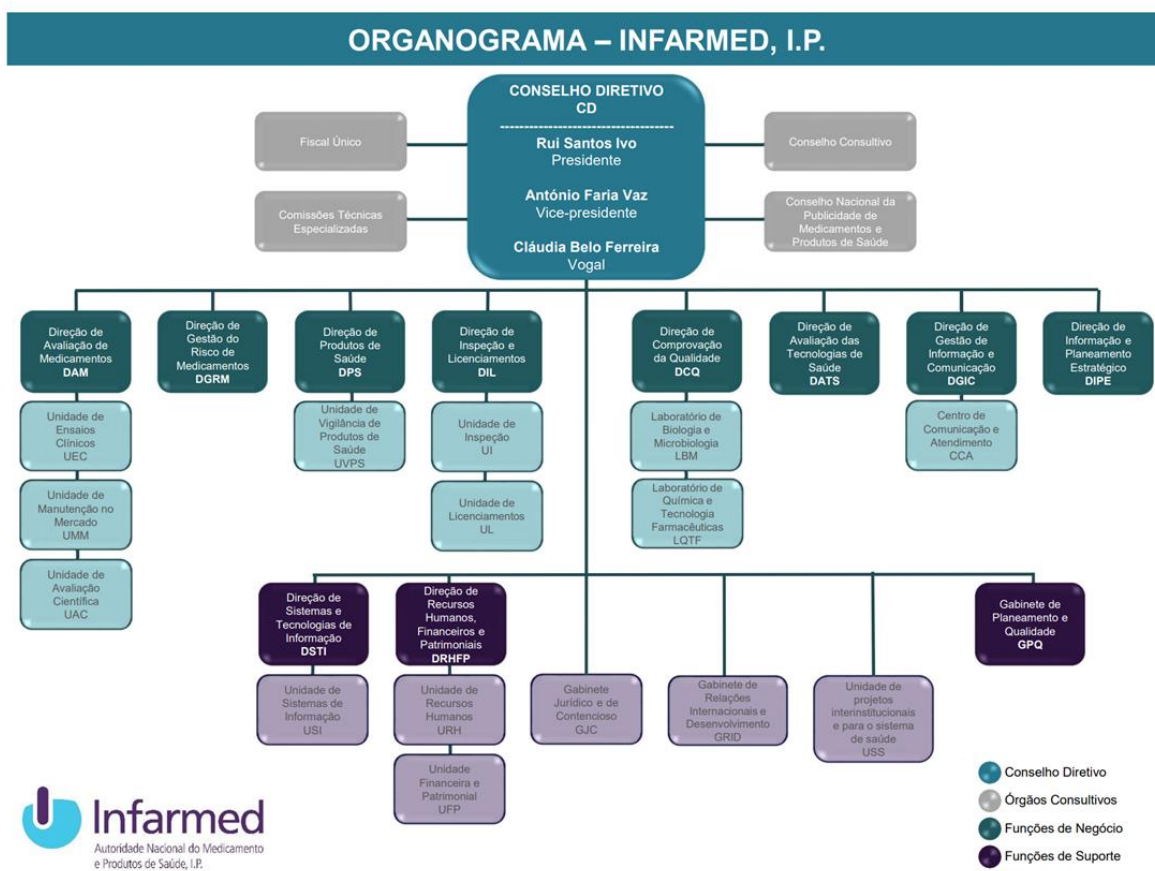 ORGANOGRAMA – INFARMED, I.P.
CONSELHO DIRETIVO
CD
------------------------------------
Rui Santos Ivo
Presidente
António Faria Vaz
Vice-presidente
Cláudia Belo Ferreira
Vogal
Fiscal Único
Conselho Consultivo
Comissões Técnicas
Especializadas
Conselho Nacional da
Publicidade de
Medicamentos e
Produtos de Saúde
Direção de
Avaliação de
Medicamentos
DAM
Direção de
Gestão do
Risco de
Medicamentos
DGRM
Direção de
Produtos de
Saúde
DPS
Direção de
Inspeção e
Licenciamentos
DIL
Direção de
Comprovação
da Qualidade
DCQ
Direção de
Avaliação das
Tecnologias de
Saúde
DATS
Direção de
Gestão de
Informação e
Comunicação
DGIC
Direção de
Informação e
Planeamento
Estratégico
DIPE
Unidade de
Ensaios
Clínicos
UEC
Unidade de
Vigilância de
Produtos de
Saúde
UVPS
Unidade de
Inspeção
UI
Laboratório de
Biologia e
Microbiologia
LBM
Centro de
Comunicação e
Atendimento
CCA
Unidade de
Manutenção no
Mercado
UMM
Unidade de
Licenciamentos
UL
Laboratório de
Química e
Tecnologia
Farmacêuticas
LQTF
Unidade de
Avaliação
Científica
UAC
Direção de
Sistemas e
Tecnologias de
Informação
DSTI
Direção de
Recursos
Humanos,
Financeiros e
Patrimoniais
DRHFP
Gabinete de
Planeamento e
Qualidade
GPQ
Unidade de
Sistemas de
Informação
USI
Unidade de
Recursos
Humanos
URH
Gabinete
Jurídico e de
Contencioso
GJC
Gabinete de
Relações
Internacionais e
Desenvolvimento
GRID
Unidade de
projetos
interinstitucionais
e para o sistema
de saúde
USS
Unidade
Financeira e
Patrimonial
UFP
Conselho Diretivo
Órgãos Consultivos
Funções de Negócio
Funções de Suporte
Infarmed
Autoridade Nacional do Medicamento
e Produtos de Saúde, I.P.